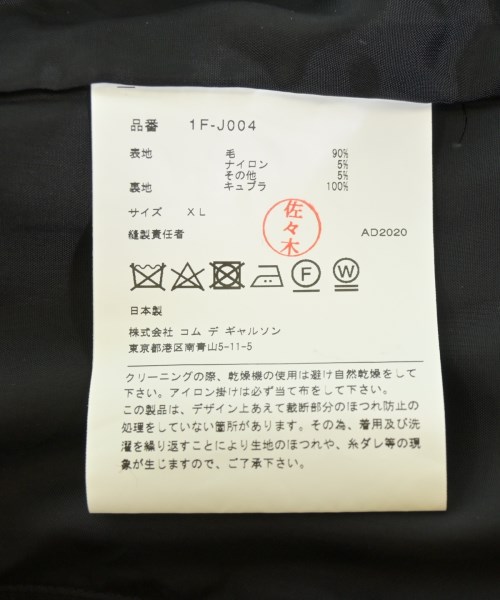 品番 1F-J004
表地 毛 90%
ナイロン 5%
その他 5%
裏地 キュプラ 100%
サイズ XL
縫製責任者 佐々木 AD2020
F W
日本製
株式会社 コム デ ギャルソン
東京都港区南青山5-11-5
クリーニングの際、乾燥機の使用は避け自然乾燥をして
下さい。アイロン掛けは必ず当て布をして下さい。
この製品は、デザイン上あえて裁断部分のほつれ防止の
処理をしていない箇所があります。その為、着用及び洗
濯を繰り返すことにより生地のほつれや、糸ダレ等の現
象が生じますので、ご了承下さい。